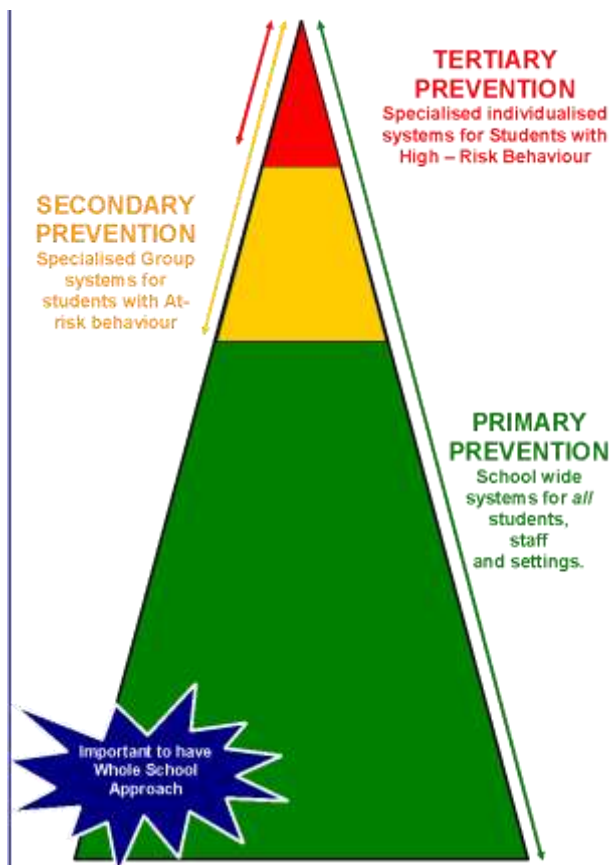 TERTIARY
PREVENTION
Specialised individualised
systems for Students with
High – Risk Behaviour
SECONDARY
PREVENTION
Specialised Group
systems for
students with At-
risk behaviour
PRIMARY
PREVENTION
School wide
systems for all
students,
staff
and settings.
Important to have
Whole School
Approach